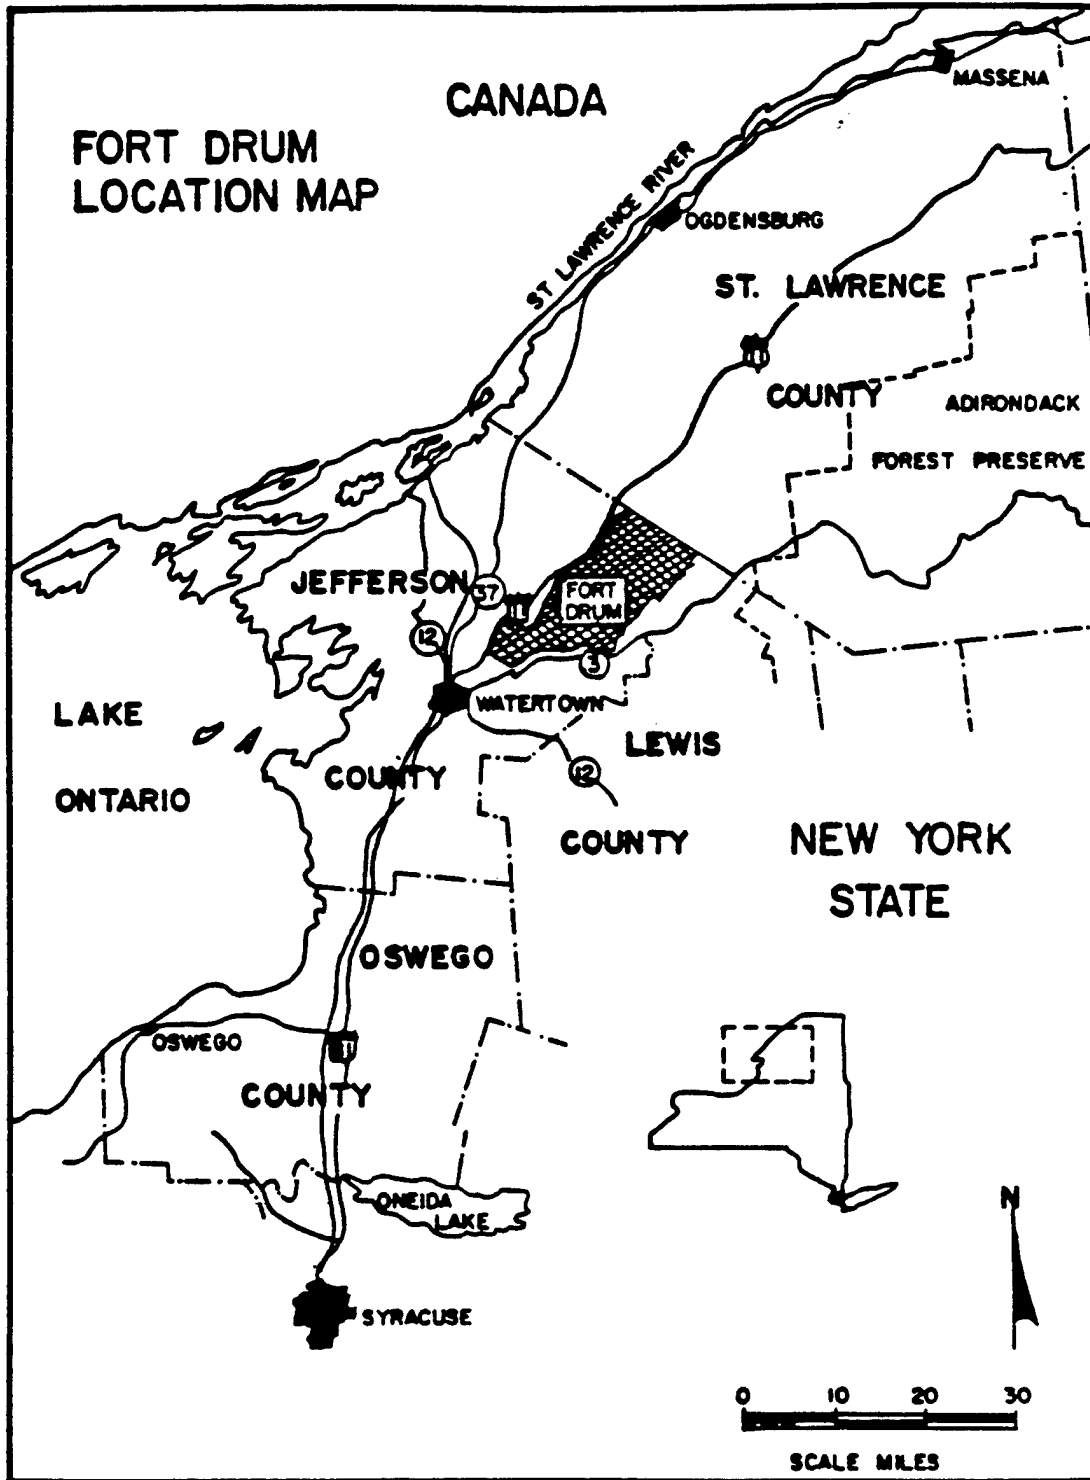 FORT DRUM
LOCATION MAP
CANADA
MASSENA
ST LAWRENCE RIVER
OGDENSBURG
ST. LAWRENCE
COUNTY
11
ADIRONDACK
FOREST PRESERVE
JEFFERSON
37
11
FORT
DRUM
12
3
WATERTOWN
LAKE
ONTARIO
COUNTY
LEWIS
12
COUNTY
NEW YORK
STATE
OSWEGO
OSWEGO
11
COUNTY
ONEIDA
LAKE
N
SYRACUSE
0 10 20 30
SCALE MILES